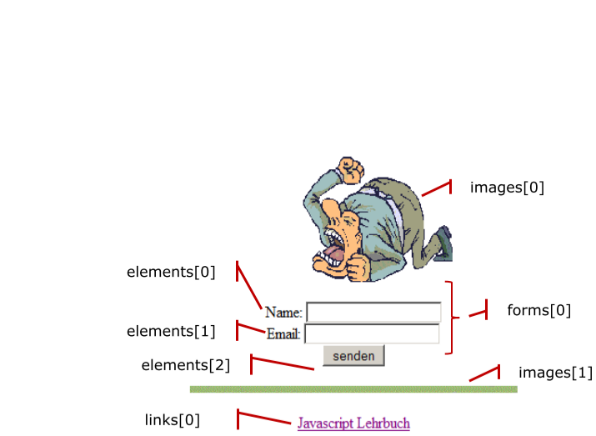 images[0]
elements[0]
Name:
forms[0]
elements[1]
Email:
senden
elements[2]
images[1]
links[0]
Javascript Lehrbuch